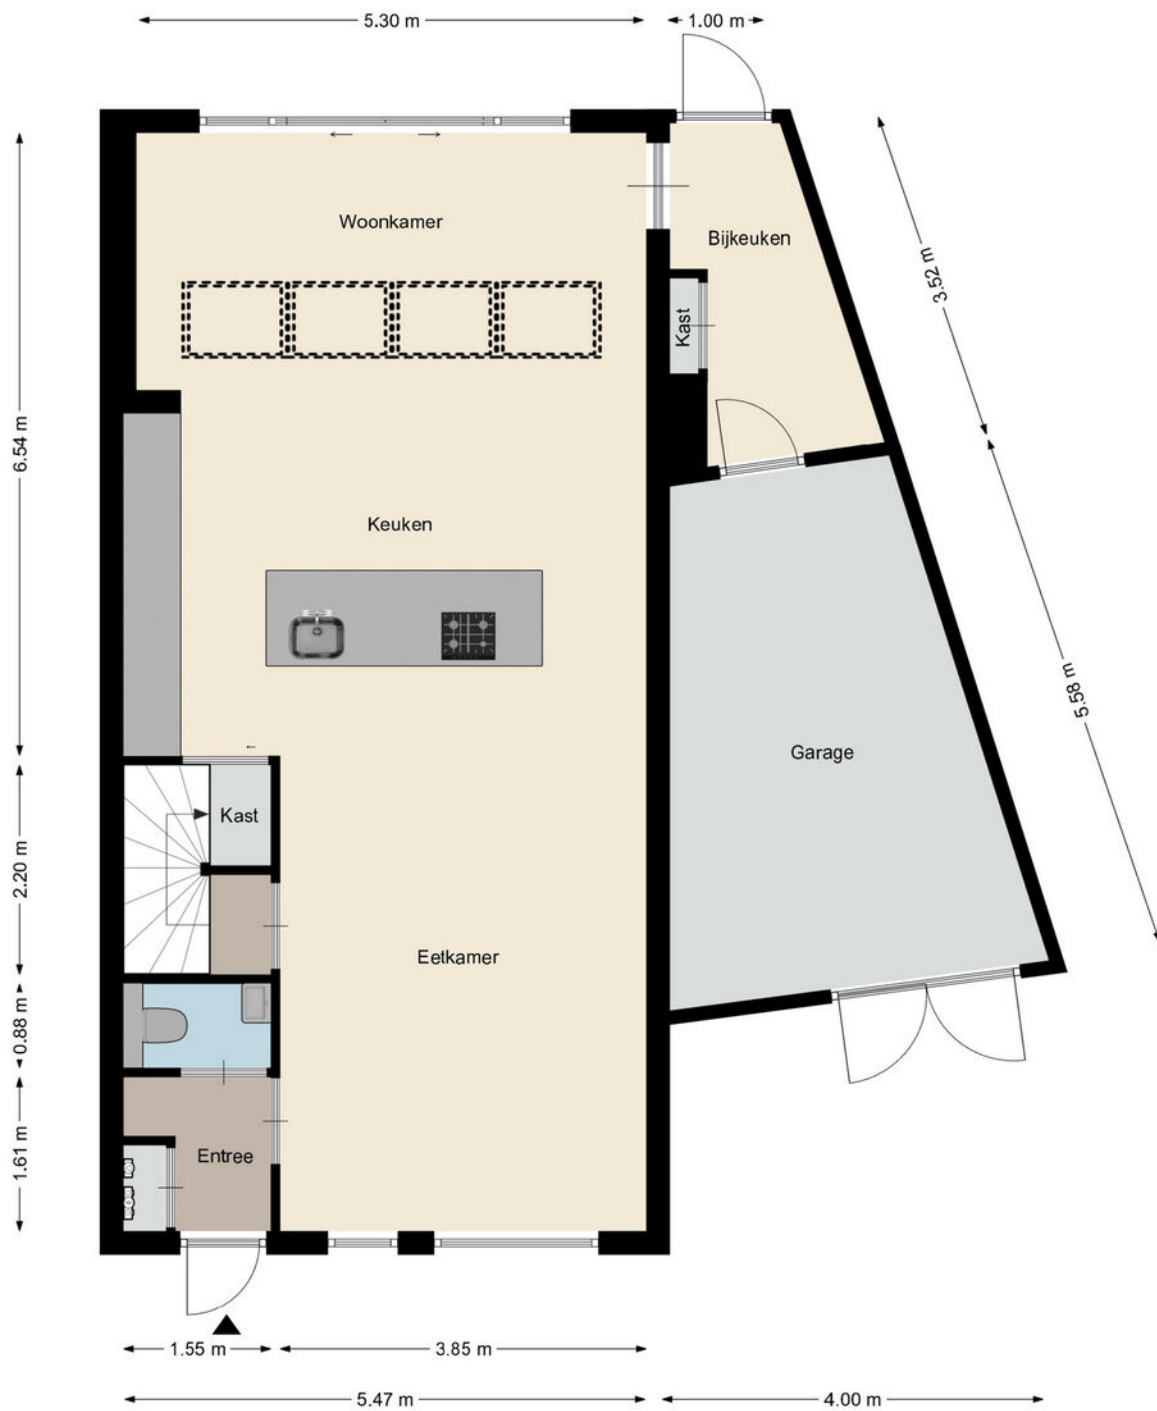 5.30 m
1.00 m
Woonkamer
Bijkeuken
3.52 m
Kast
6.54 m
Keuken
5.58 m
Garage
Kast
2.20 m
Eetkamer
0.88 m
1.61 m
Entree
1.55 m
3.85 m
5.47 m
4.00 m